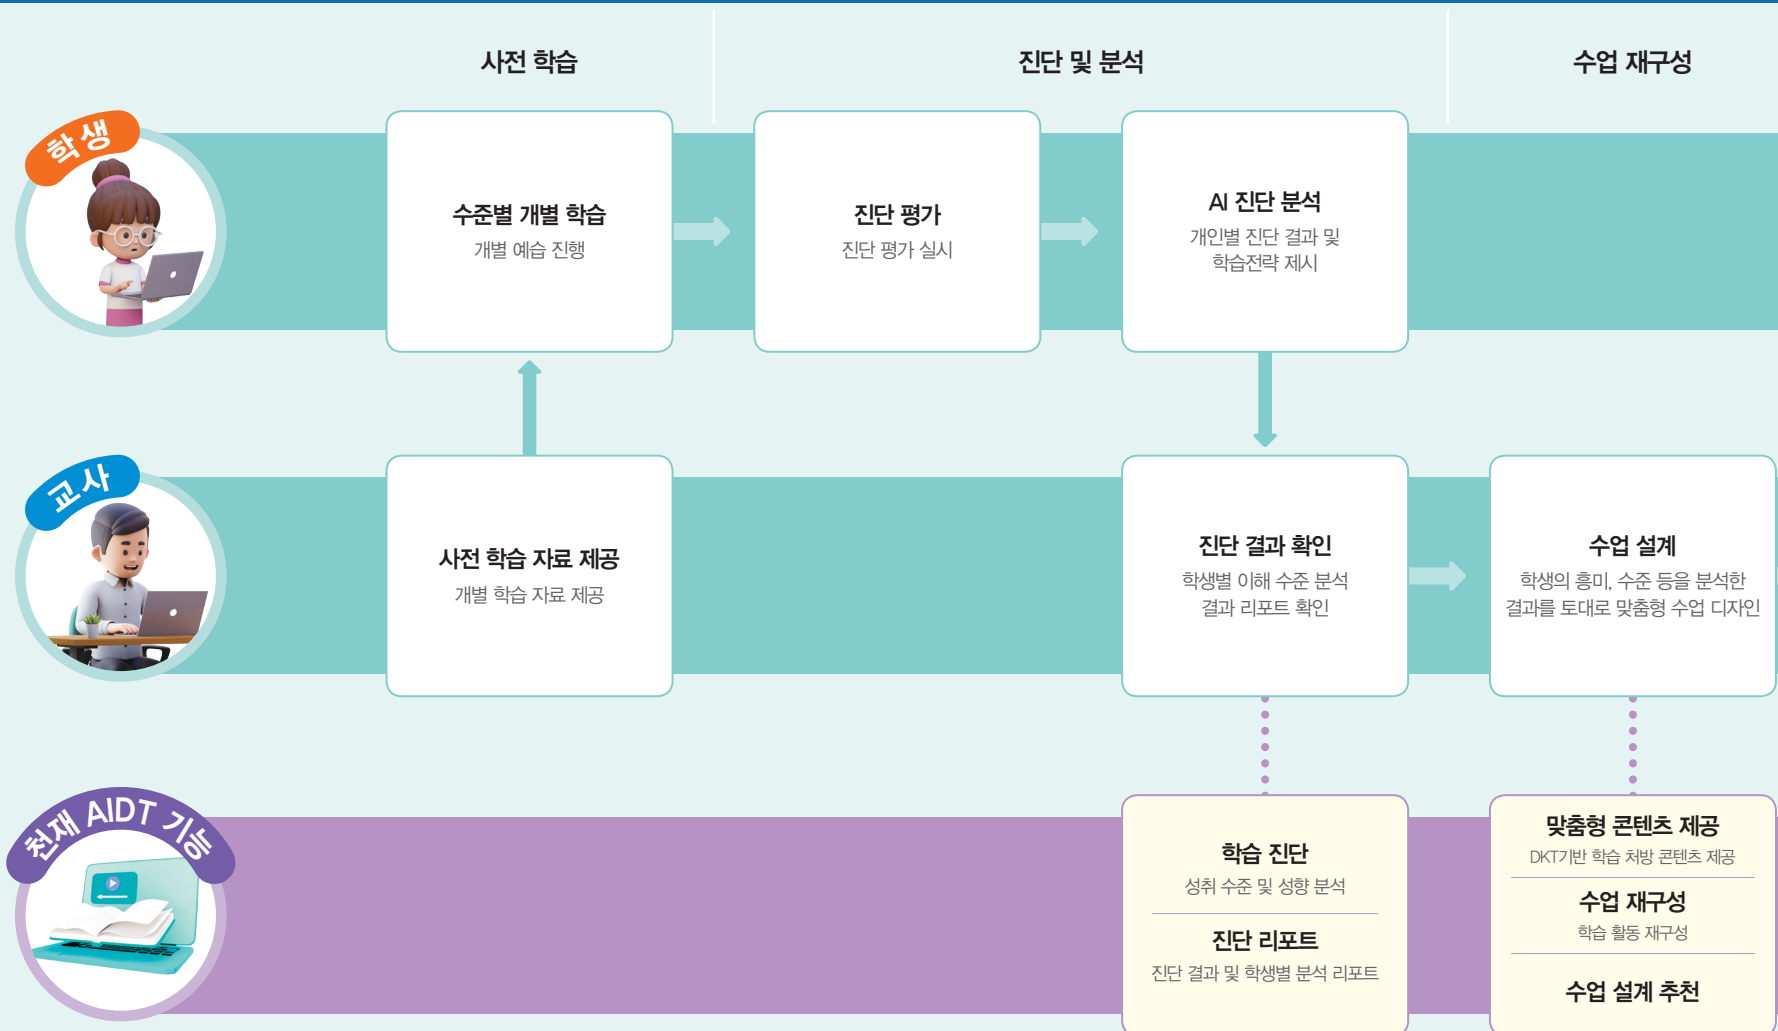 사전 학습
진단 및 분석
수업 재구성
학생
수준별 개별 학습
개별 예습 진행
진단 평가
진단 평가 실시
AI 진단 분석
개인별 진단 결과 및
학습전략 제시
교사
사전 학습 자료 제공
개별 학습 자료 제공
진단 결과 확인
학생별 이해 수준 분석
결과 리포트 확인
수업 설계
학생의 흥미, 수준 등을 분석한
결과를 토대로 맞춤형 수업 디자인
천재 AIDT 기능
학습 진단
성취 수준 및 성향 분석
진단 리포트
진단 결과 및 학생별 분석 리포트
맞춤형 콘텐츠 제공
DKT기반 학습 처방 콘텐츠 제공
수업 재구성
학습 활동 재구성
수업 설계 추천